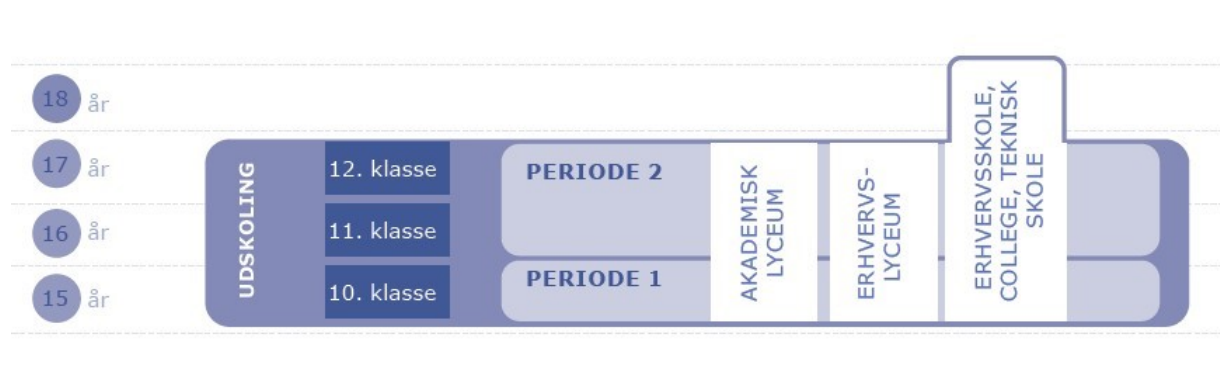 18 år
17 år
16 år
15 år
UDSKOLING
12. klasse
11. klasse
10. klasse
PERIODE 2
PERIODE 1
AKADEMISK
LYCEUM
ERHVERVS-
LYCEUM
ERHVERVSSKOLE,
COLLEGE, TEKNISK
SKOLE